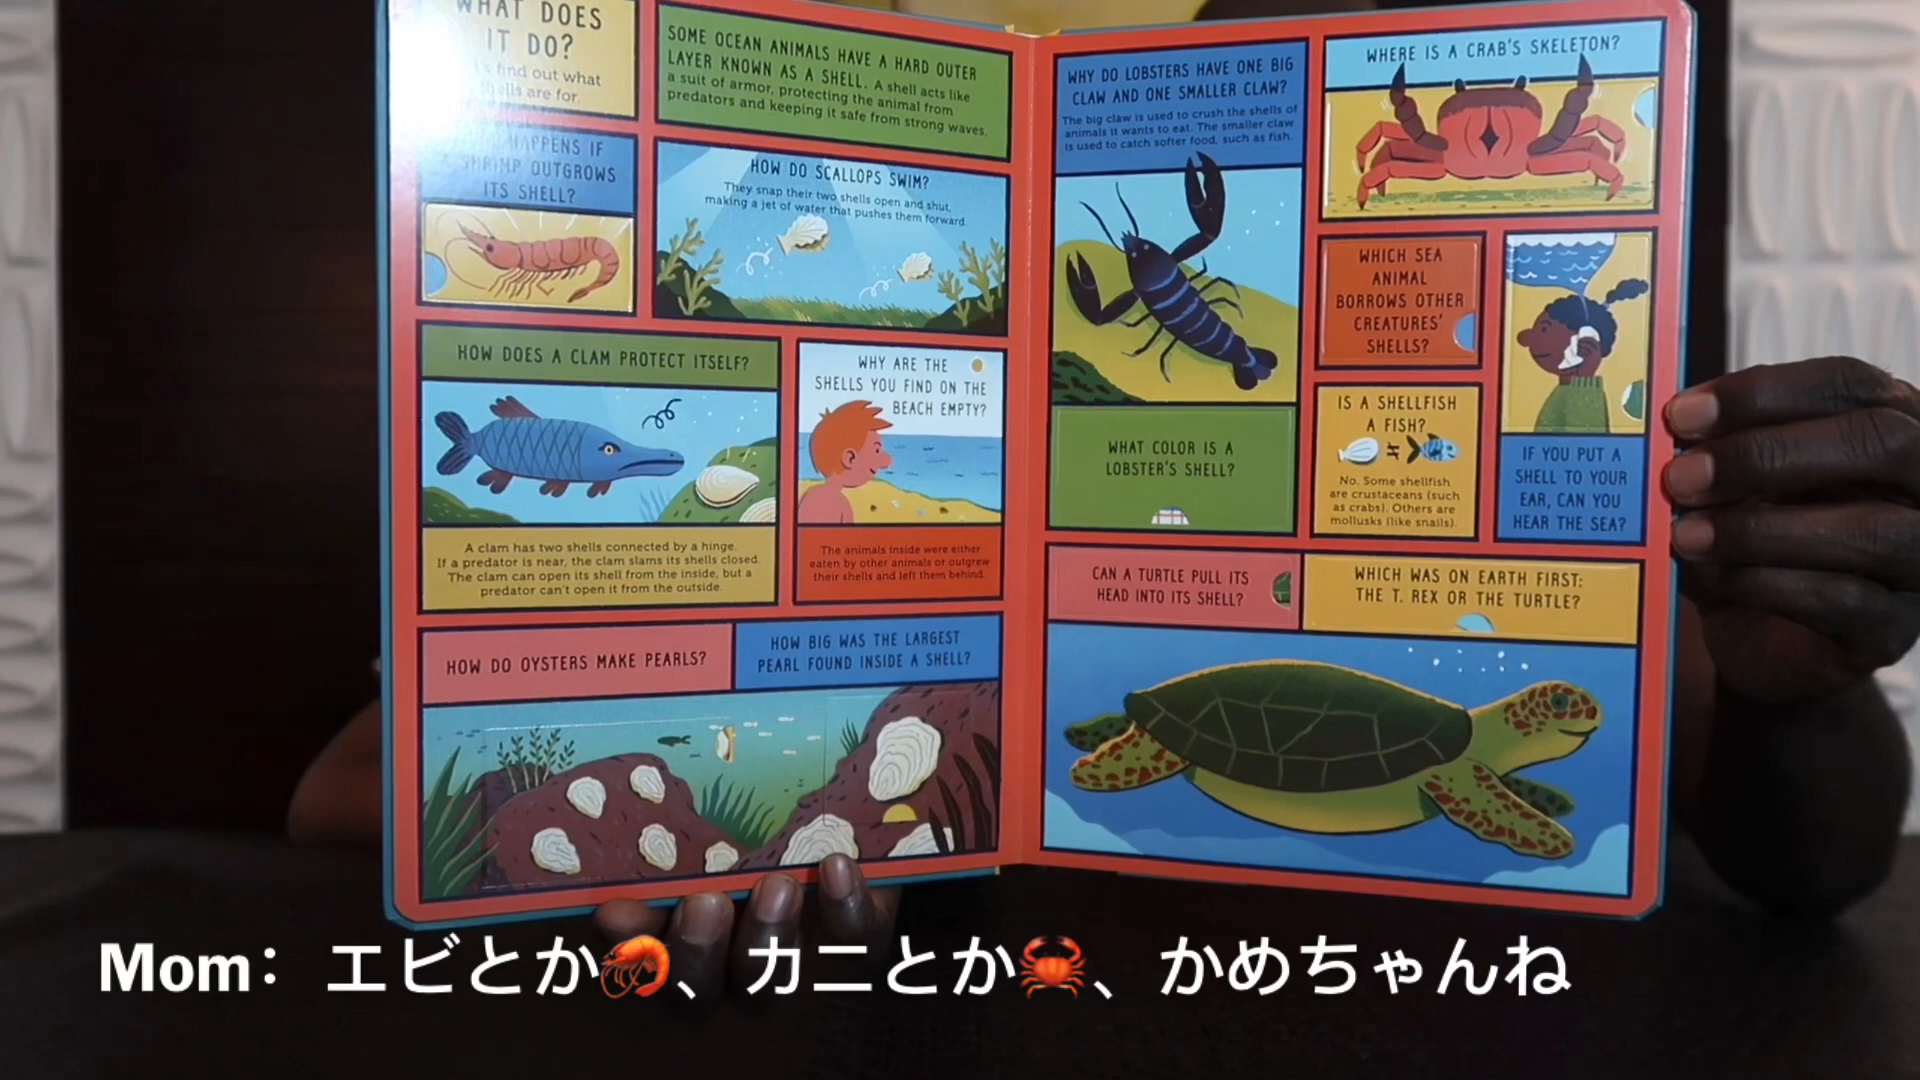 WHAT DOES
IT DO?
find out what
shells are for.
SOME OCEAN ANIMALS HAVE A HARD OUTER
LAYER KNOWN AS A SHELL. A shell acts like
a suit of armor, protecting the animal from
predators and keeping it safe from strong waves.
HAPPENS IF
SHRIMP OUTGROWS
ITS SHELL?
HOW DO SCALLOPS SWIM?
They snap their two shells open and shut,
making a jet of water that pushes them forward.
HOW DOES A CLAM PROTECT ITSELF?
A clam has two shells connected by a hinge.
If a predator is near, the clam slams its shells closed.
The clam can open its shell from the inside, but a
predator can't open it from the outside.
WHY ARE THE
SHELLS YOU FIND ON THE
BEACH EMPTY?
The animals inside were either
eaten by other animals or outgrew
their shells and left them behind.
HOW DO OYSTERS MAKE PEARLS?
HOW BIG WAS THE LARGEST
PEARL FOUND INSIDE A SHELL?
WHY DO LOBSTERS HAVE ONE BIG
CLAW AND ONE SMALLER CLAW?
The big claw is used to crush the shells of
animals it wants to eat. The smaller claw
is used to catch softer food, such as fish.
WHERE IS A CRAB'S SKELETON?
WHICH SEA
ANIMAL
BORROWS OTHER
CREATURES'
SHELLS?
WHAT COLOR IS A
LOBSTER'S SHELL?
IS A SHELLFISH
A FISH?
No. Some shellfish
are crustaceans (such
as crabs). Others are
mollusks (like snails).
IF YOU PUT A
SHELL TO YOUR
EAR, CAN YOU
HEAR THE SEA?
CAN A TURTLE PULL ITS
HEAD INTO ITS SHELL?
WHICH WAS ON EARTH FIRST:
THE T. REX OR THE TURTLE?
Mom: エビとか🦐、カニとか🦀、かめちゃんね